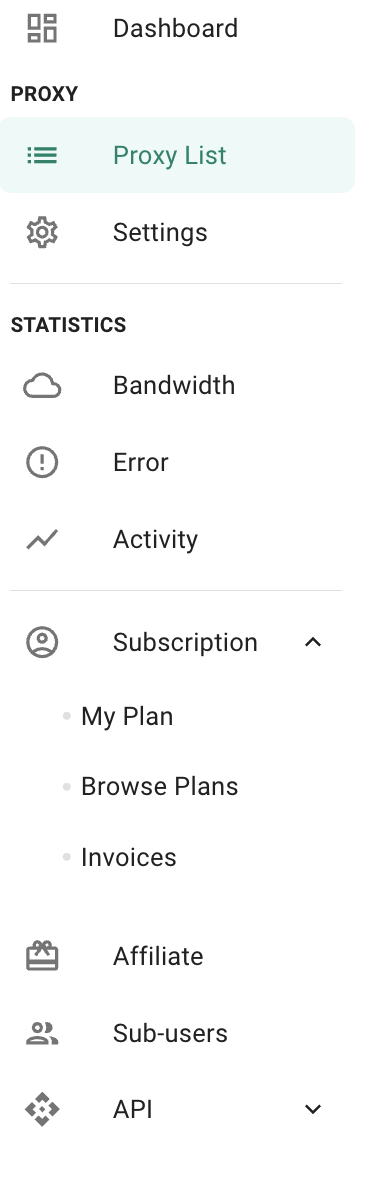 Dashboard
PROXY
Proxy List
Settings
STATISTICS
Bandwidth
Error
Activity
Subscription
My Plan
Browse Plans
Invoices
Affiliate
Sub-users
API